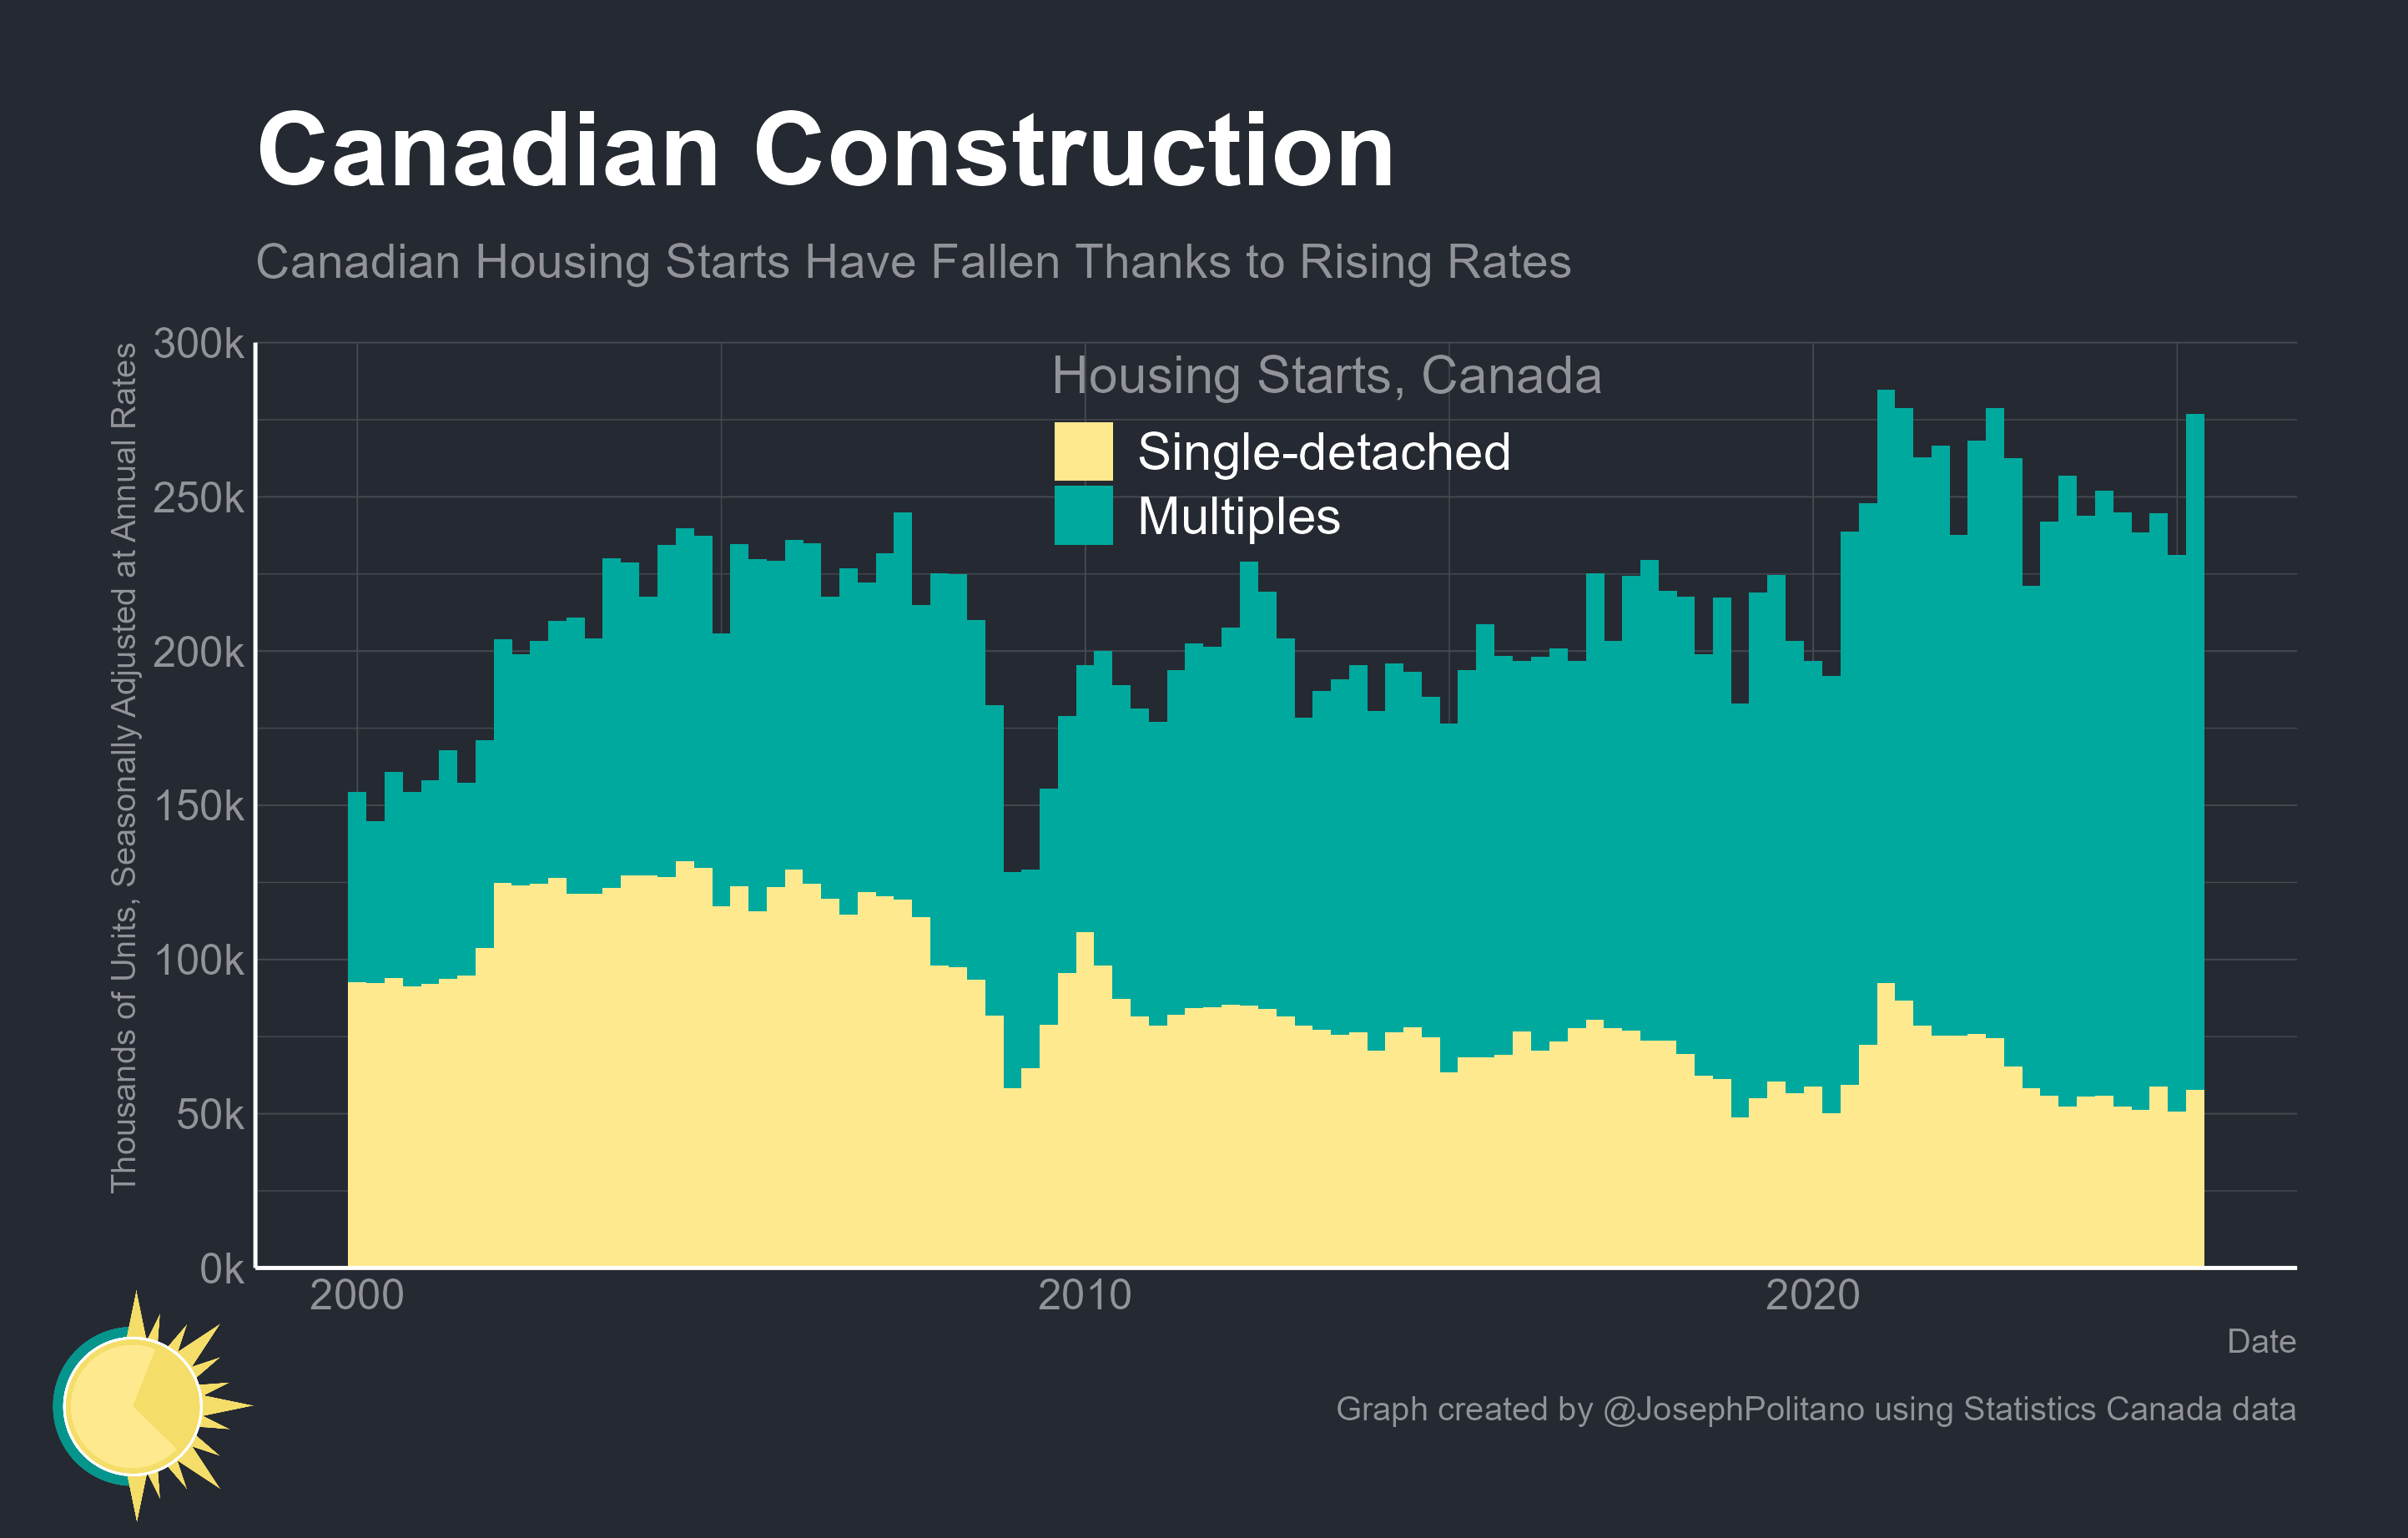 Canadian Construction
Canadian Housing Starts Have Fallen Thanks to Rising Rates
Thousands of Units, Seasonally Adjusted at Annual Rates
300k
250k
200k
150k
100k
50k
0k
Housing Starts, Canada
Single-detached
Multiples
2000
2010
2020
Date
Graph created by @JosephPolitano using Statistics Canada data